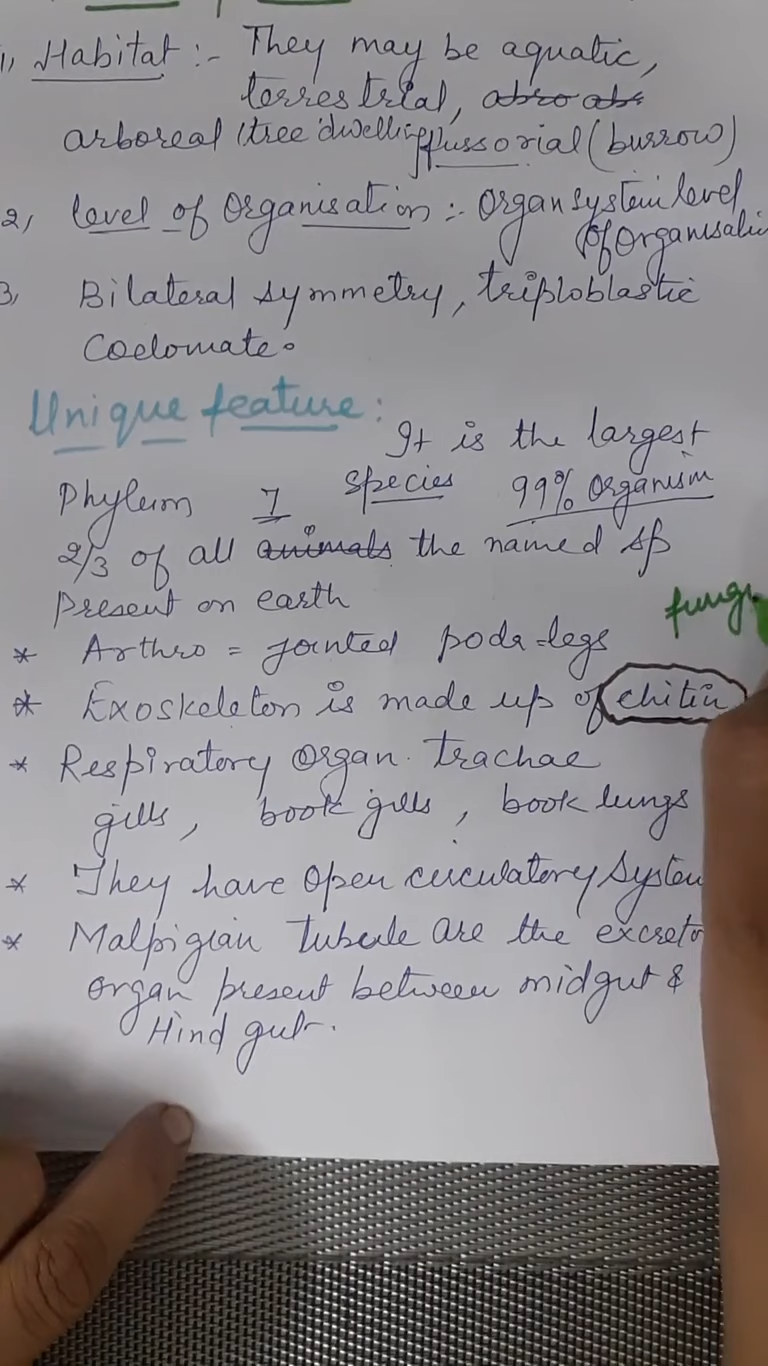 1, Habitat :- They may be aquatic,
terrestrial,
arboreal (tree dwelling) fussorial (burrow)
2, level of Organisation :- Organ system level
of Organisatio
3, Bilateral symmetry, triploblastic
Coelomate.
Unique feature:
It is the largest
Phylum I species 99% Organism
2/3 of all animals the named sp
present on earth
fungi
* Arthro = jointed poda-legs
* Exoskeleton is made up of chitin
* Respiratory Organ. trachae
gills, book gills, book lungs
* They have open circulatory system
* Malpigian tubule are the excreto
organ present between midgut &
Hind gut.